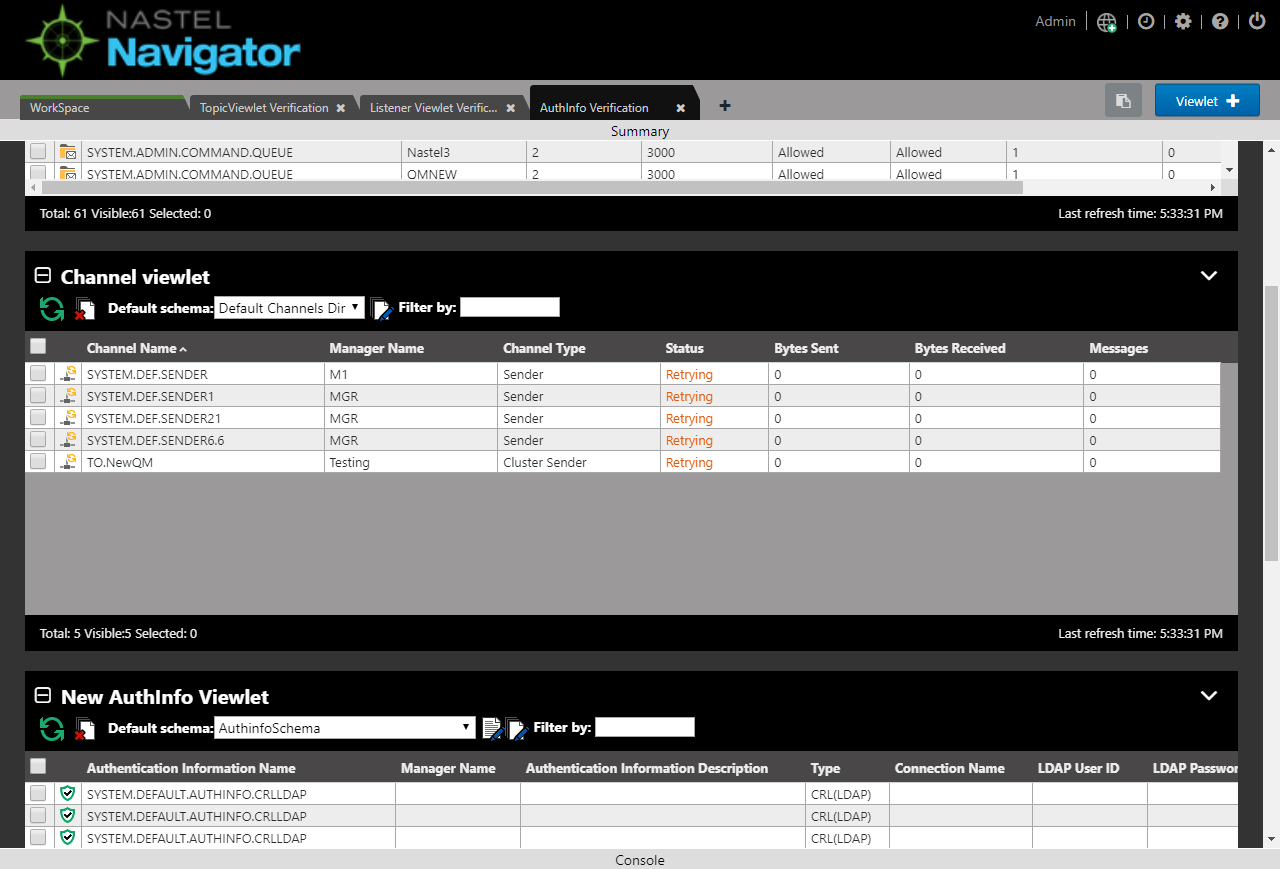 NASTEL
Navigator
Admin
WorkSpace TopicViewlet Verification Listener Viewlet Verific... AuthInfo Verification Viewlet
Summary
SYSTEM.ADMIN.COMMAND.QUEUE Nastel3 2 3000 Allowed Allowed 1 0
SYSTEM.ADMIN.COMMAND.QUEUE QMNEW 2 3000 Allowed Allowed 1 0
Total: 61 Visible:61 Selected: 0 Last refresh time: 5:33:31 PM
Channel viewlet
Default schema: Default Channels Dir Filter by:
Channel Name Manager Name Channel Type Status Bytes Sent Bytes Received Messages
SYSTEM.DEF.SENDER M1 Sender Retrying 0 0 0
SYSTEM.DEF.SENDER1 MGR Sender Retrying 0 0 0
SYSTEM.DEF.SENDER21 MGR Sender Retrying 0 0 0
SYSTEM.DEF.SENDER6.6 MGR Sender Retrying 0 0 0
TO.NewQM Testing Cluster Sender Retrying 0 0 0
Total: 5 Visible:5 Selected: 0 Last refresh time: 5:33:31 PM
New AuthInfo Viewlet
Default schema: AuthinfoSchema Filter by:
Authentication Information Name Manager Name Authentication Information Description Type Connection Name LDAP User ID LDAP Passwor
SYSTEM.DEFAULT.AUTHINFO.CRLLDAP CRL(LDAP)
SYSTEM.DEFAULT.AUTHINFO.CRLLDAP CRL(LDAP)
SYSTEM.DEFAULT.AUTHINFO.CRLLDAP CRL(LDAP)
Console